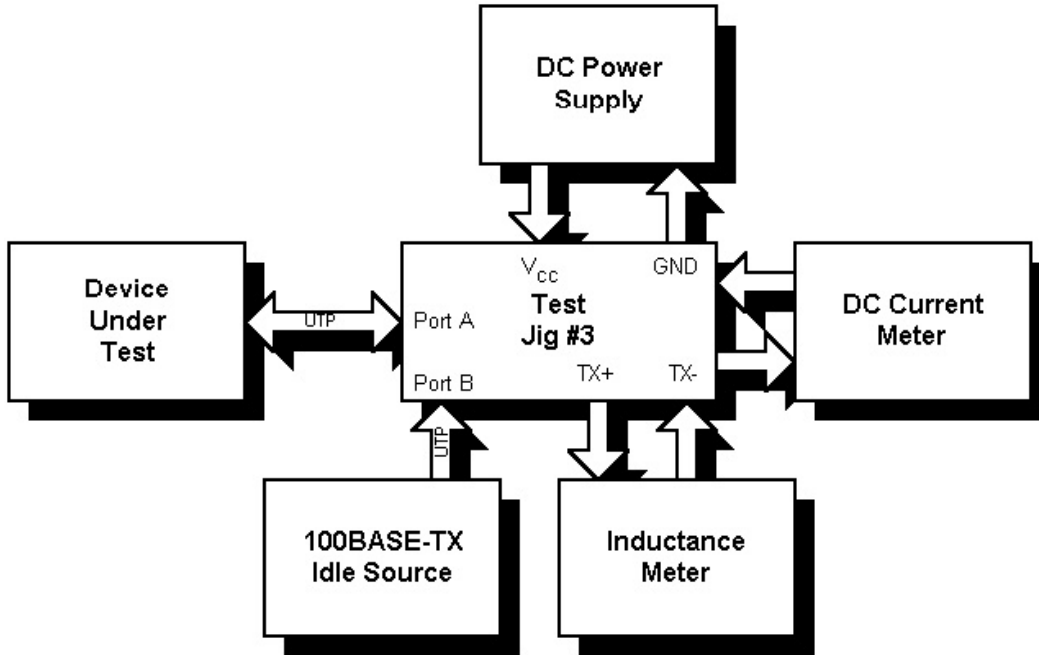 DC Power
Supply
Device
Under
Test
UTP
Port A
Port B
VCC
GND
Test
Jig #3
TX+
TX-
DC Current
Meter
UTP
100BASE-TX
Idle Source
Inductance
Meter